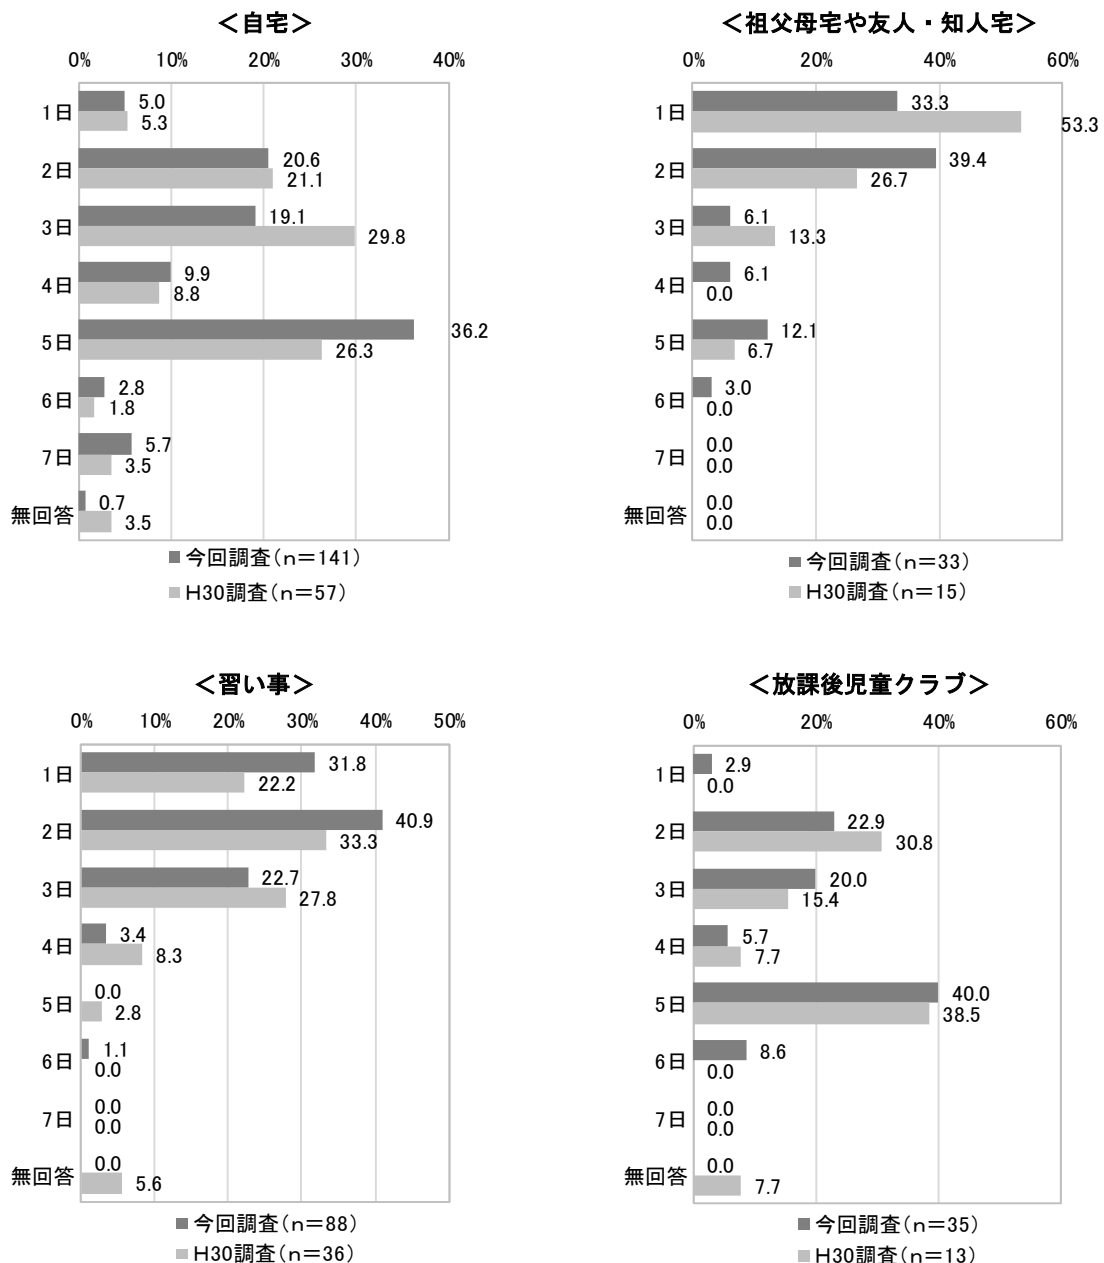 ＜自宅＞
0% 10% 20% 30% 40%
1日 5.0 5.3
2日 20.6 21.1
3日 19.1 29.8
4日 9.9 8.8
5日 36.2 26.3
6日 2.8 1.8
7日 5.7 3.5
無回答 0.7 3.5
■今回調査（ｎ＝141）
■H30調査（ｎ＝57）
＜祖父母宅や友人・知人宅＞
0% 20% 40% 60%
1日 33.3 53.3
2日 39.4 26.7
3日 6.1 13.3
4日 6.1 0.0
5日 12.1 6.7
6日 3.0 0.0
7日 0.0 0.0
無回答 0.0 0.0
■今回調査（ｎ＝33）
■H30調査（ｎ＝15）
＜習い事＞
0% 10% 20% 30% 40% 50%
1日 31.8 22.2
2日 40.9 33.3
3日 22.7 27.8
4日 3.4 8.3
5日 0.0 2.8
6日 1.1 0.0
7日 0.0 0.0
無回答 0.0 5.6
■今回調査（ｎ＝88）
■H30調査（ｎ＝36）
＜放課後児童クラブ＞
0% 20% 40% 60%
1日 2.9 0.0
2日 22.9 30.8
3日 20.0 15.4
4日 5.7 7.7
5日 40.0 38.5
6日 8.6 0.0
7日 0.0 0.0
無回答 0.0 7.7
■今回調査（ｎ＝35）
■H30調査（ｎ＝13）